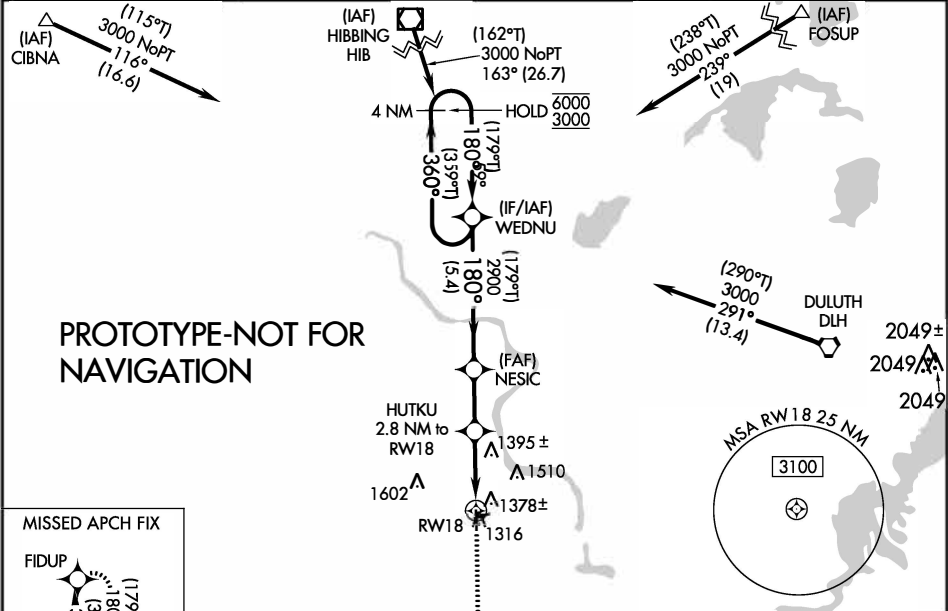 (115°T)
3000 NoPT
116°
(16.6)
(IAF)
CIBNA
(IAF)
HIBBING
HIB
(162°T)
3000 NoPT
163° (26.7)
(238°T)
3000 NoPT
239°
(19)
(IAF)
FOSUP
4 NM
HOLD
6000
3000
180°
(179°T)
360°
(359°T)
(IF/IAF)
WEDNU
(179°T)
2900
180°
(5.4)
(290°T)
3000
291°
(13.4)
DULUTH
DLH
2049±
2049
2049
PROTOTYPE-NOT FOR
NAVIGATION
(FAF)
NESIC
HUTKU
2.8 NM to
RW18
1395 ±
1510
1602
1378±
RW18
1316
MSA RW18 25 NM
3100
MISSED APCH FIX
FIDUP